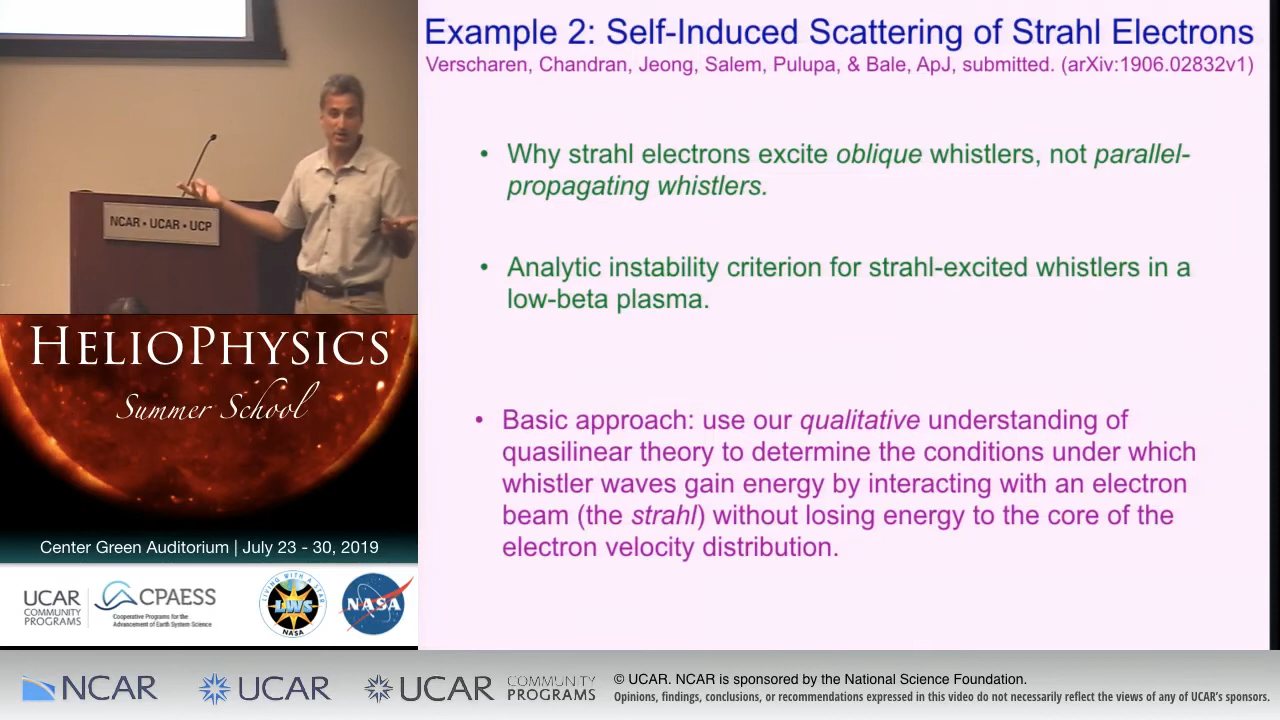 Example 2: Self-Induced Scattering of Strahl Electrons
Verscharen, Chandran, Jeong, Salem, Pulupa, & Bale, ApJ, submitted. (arXiv:1906.02832v1)
• Why strahl electrons excite oblique whistlers, not parallel-
propagating whistlers.
• Analytic instability criterion for strahl-excited whistlers in a
low-beta plasma.
• Basic approach: use our qualitative understanding of
quasilinear theory to determine the conditions under which
whistler waves gain energy by interacting with an electron
beam (the strahl) without losing energy to the core of the
electron velocity distribution.
NCAR • UCAR • UCP
HELIOPHYSICS
Summer School
Center Green Auditorium | July 23 - 30, 2019
UCAR
COMMUNITY
PROGRAMS
CPAESS
Cooperative Programs for the
Advancement of Earth System Science
LIVING WITH A STAR
LWS
NASA
NASA
NCAR
UCAR
UCAR
COMMUNITY
PROGRAMS
© UCAR. NCAR is sponsored by the National Science Foundation.
Opinions, findings, conclusions, or recommendations expressed in this video do not necessarily reflect the views of any of UCAR's sponsors.